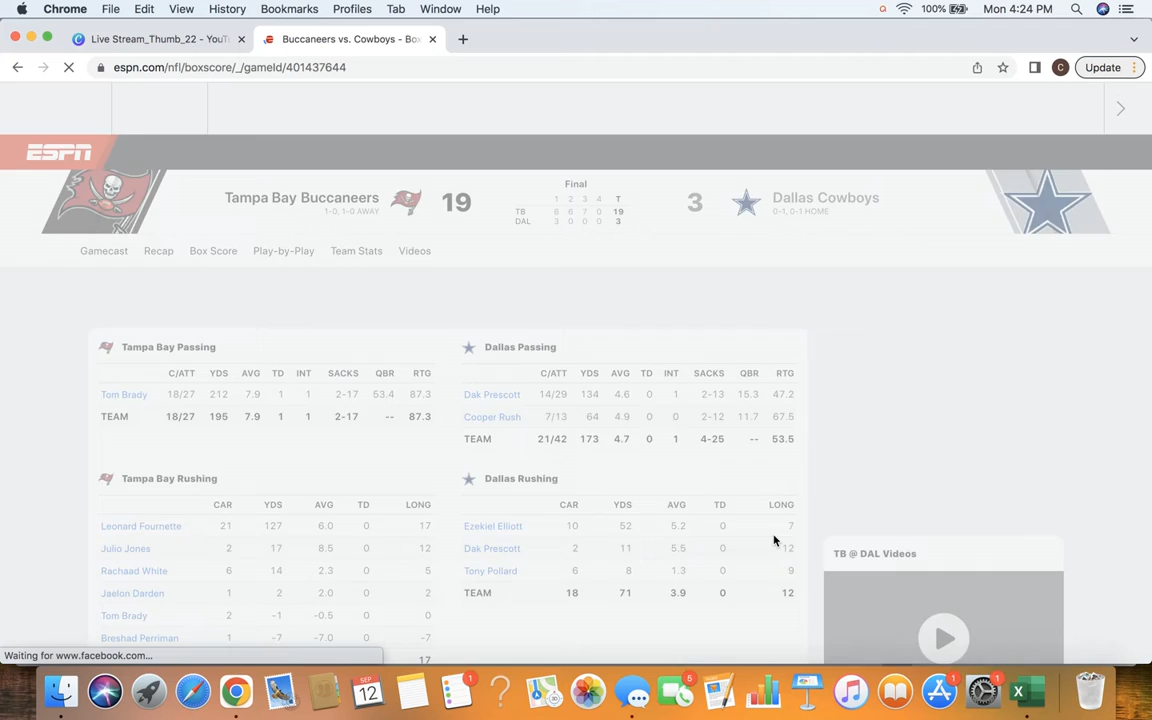 Chrome File Edit View History Bookmarks Profiles Tab Window Help 100% Mon 4:24 PM
Live Stream_Thumb_22 - YouTu Buccaneers vs. Cowboys - Box
espn.com/nfl/boxscore/_/gameId/401437644 C Update
ESPN
Tampa Bay Buccaneers 19 Final 3 Dallas Cowboys
1-0, 1-0 AWAY 1 2 3 4 T 0-1, 0-1 HOME
TB 6 6 7 0 19
DAL 3 0 0 0 3
Gamecast Recap Box Score Play-by-Play Team Stats Videos
Tampa Bay Passing
C/ATT YDS AVG TD INT SACKS QBR RTG
Tom Brady 18/27 212 7.9 1 1 2-17 53.4 87.3
TEAM 18/27 195 7.9 1 1 2-17 -- 87.3
Dallas Passing
C/ATT YDS AVG TD INT SACKS QBR RTG
Dak Prescott 14/29 134 4.6 0 1 2-13 15.3 47.2
Cooper Rush 7/13 64 4.9 0 0 2-12 11.7 67.5
TEAM 21/42 173 4.7 0 1 4-25 -- 53.5
Tampa Bay Rushing
CAR YDS AVG TD LONG
Leonard Fournette 21 127 6.0 0 17
Julio Jones 2 17 8.5 0 12
Rachaad White 6 14 2.3 0 5
Jaelon Darden 1 2 2.0 0 2
Tom Brady 2 -1 -0.5 0 0
Breshad Perriman 1 -7 -7.0 0 -7
17
Dallas Rushing
CAR YDS AVG TD LONG
Ezekiel Elliott 10 52 5.2 0 7
Dak Prescott 2 11 5.5 0 12
Tony Pollard 6 8 1.3 0 9
TEAM 18 71 3.9 0 12
TB @ DAL Videos
Waiting for www.facebook.com...
SEP
12
1
5
1
1